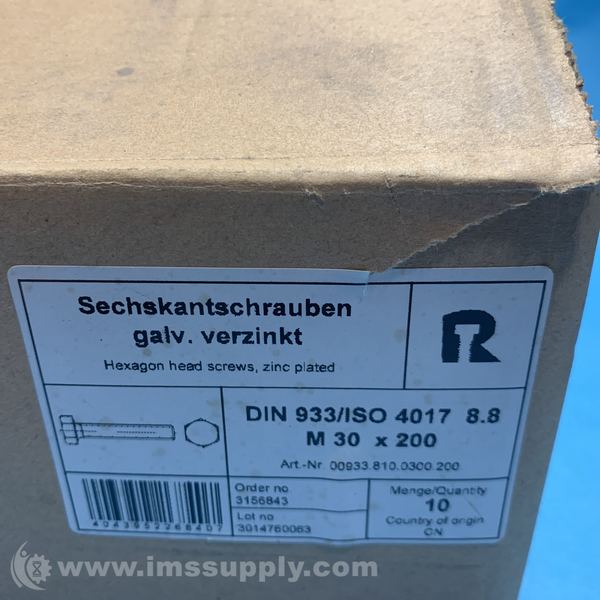 Sechskantschrauben
galv. verzinkt
Hexagon head screws, zinc plated
R
DIN 933/ISO 4017 8.8
M 30 x 200
Art.-Nr. 00933.810.0300.200
Order no
3156843
Lot no
3014760063
Menge/Quantity
10
Country of origin
CN
4043952268407
www.imssupply.com